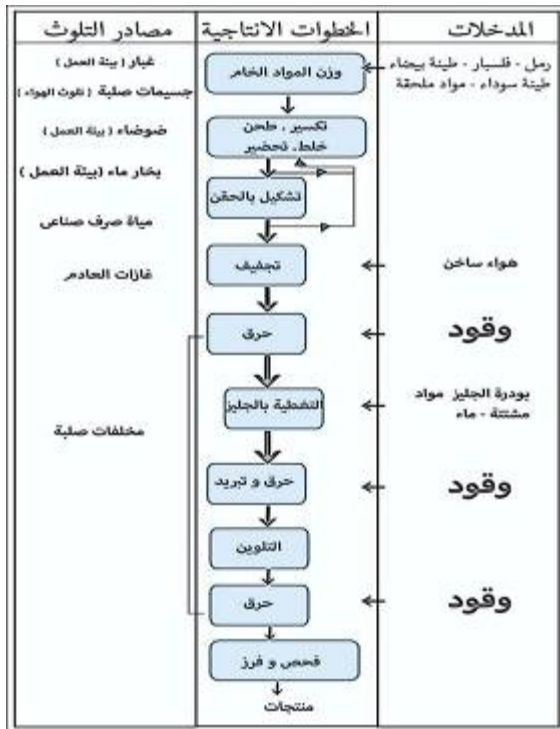 المدخلات
الخطوات الانتاجية
مصادر التلوث
رمل - فلسبار - طينة بيضاء
طينة سوداء - مواد ملحقة
وزن المواد الخام
غبار (بيئة العمل)
جسيمات صلبة (تلوث الهواء)
تكسير . طحن
خلط. تحضير
ضوضاء (بيئة العمل)
بخار ماء (بيئة العمل)
تشكيل بالحقن
مياة صرف صناعى
هواء ساخن
تجفيف
غازات العادم
وقود
حرق
بودرة الجليز مواد
مشتتة - ماء
التغطية بالجليز
مخلفات صلبة
وقود
حرق و تبريد
التلوين
وقود
حرق
فحص و فرز
منتجات